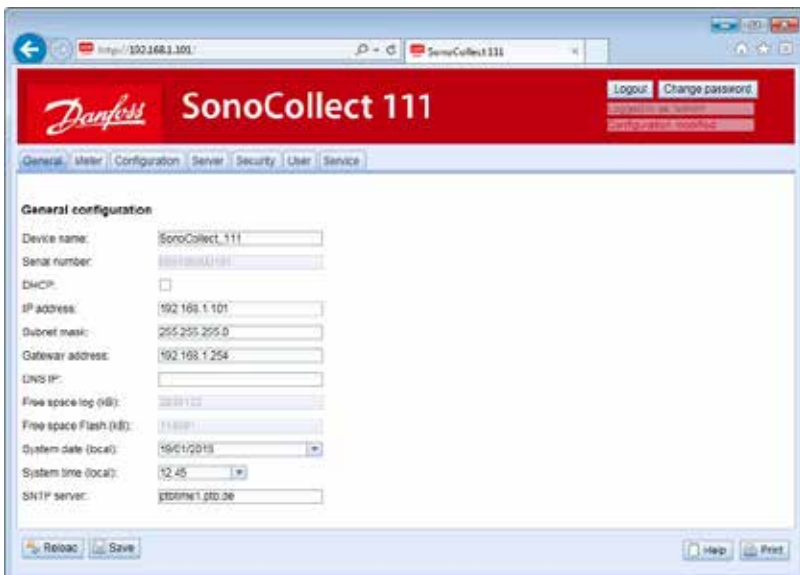 http://192.168.1.101/
SonoCollect 111
Danfoss
SonoCollect 111
Logout Change password
Configuration modified
General Meter Configuration Server Security User Service
General configuration
Device name: SonoCollect_111
Serial number:
DHCP:
IP address: 192.168.1.101
Subnet mask: 255.255.255.0
Gateway address: 192.168.1.254
DNS IP:
Free space log (kB):
Free space Flash (kB):
System date (local):
System time (local): 12:45
SNTP server: ptbtime1.ptb.de
Reload Save
Help Print